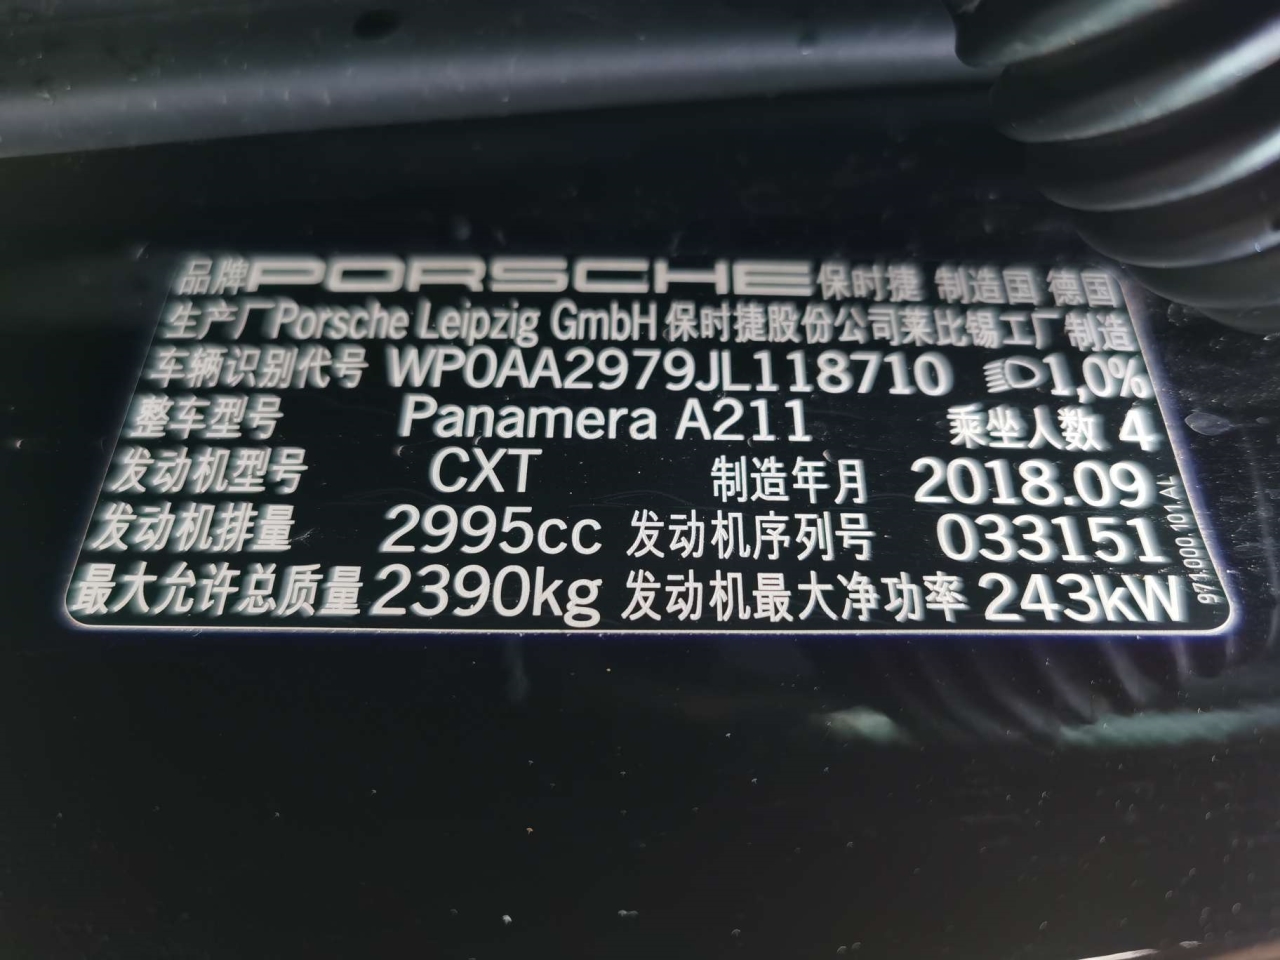 品牌PORSCHE保时捷 制造国 德国
生产厂Porsche Leipzig GmbH 保时捷股份公司莱比锡工厂制造
车辆识别代号 WP0AA2979JL118710 1,0%
整车型号 Panamera A211 乘坐人数 4
发动机型号 CXT 制造年月 2018.09
发动机排量 2995cc 发动机序列号 033151
最大允许总质量 2390kg 发动机最大净功率 243kW
971.000.101.AL